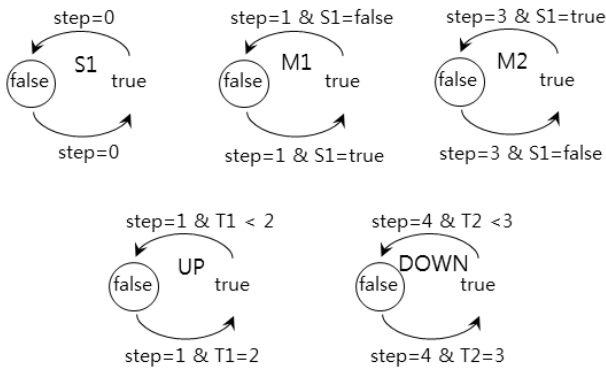 step=0 step=1 & S1=false step=3 & S1=true
S1 M1 M2
false true false true false true
step=0 step=1 & S1=true step=3 & S1=false
step=1 & T1 < 2 step=4 & T2 <3
UP DOWN
false true false true
step=1 & T1=2 step=4 & T2=3